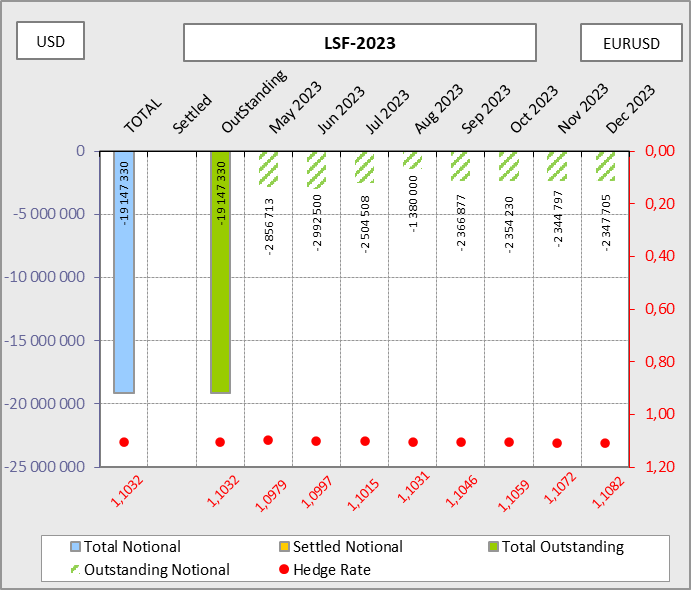 USD
LSF-2023
EURUSD
TOTAL
Settled
OutStanding
May 2023
Jun 2023
Jul 2023
Aug 2023
Sep 2023
Oct 2023
Nov 2023
Dec 2023
0
-5 000 000
-10 000 000
-15 000 000
-20 000 000
-25 000 000
-19 147 330
-19 147 330
-2 856 713
-2 992 500
-2 504 508
-1 380 000
-2 366 877
-2 354 230
-2 344 797
-2 347 705
0,00
0,20
0,40
0,60
0,80
1,00
1,20
1,1032
1,1032
1,0979
1,0997
1,1015
1,1031
1,1046
1,1059
1,1072
1,1082
Total Notional
Settled Notional
Total Outstanding
Outstanding Notional
Hedge Rate